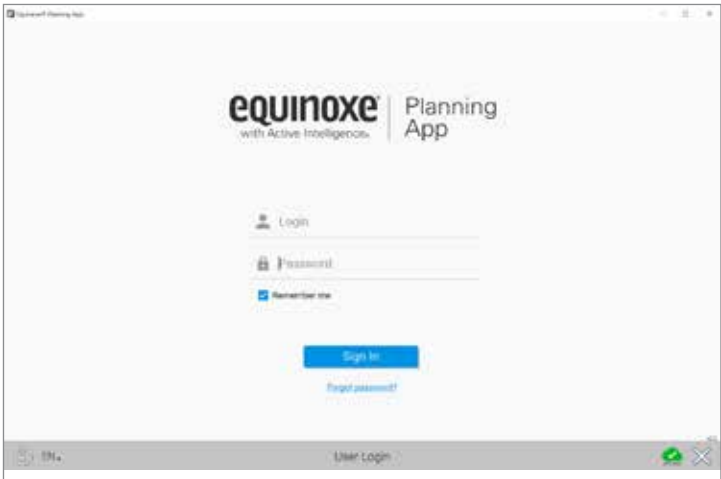 Equinoxe® Planning App
equinoxe
with Active Intelligence®
Planning
App
Login
Password
Remember me
Sign In
Forgot password?
EN
User Login